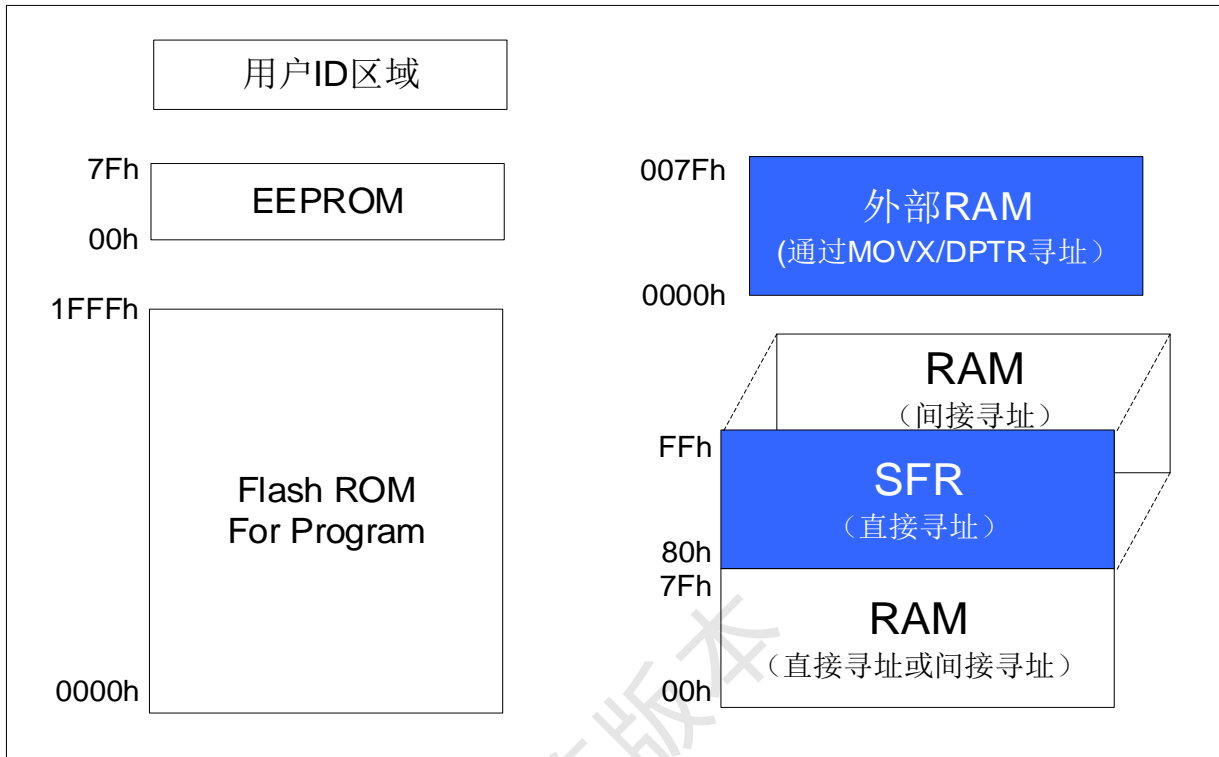 用户ID区域
7Fh
EEPROM
00h
1FFFh
Flash ROM
For Program
0000h
007Fh
外部RAM
(通过MOVX/DPTR寻址）
0000h
RAM
（间接寻址）
FFh
SFR
（直接寻址）
80h
7Fh
RAM
（直接寻址或间接寻址）
00h
版本